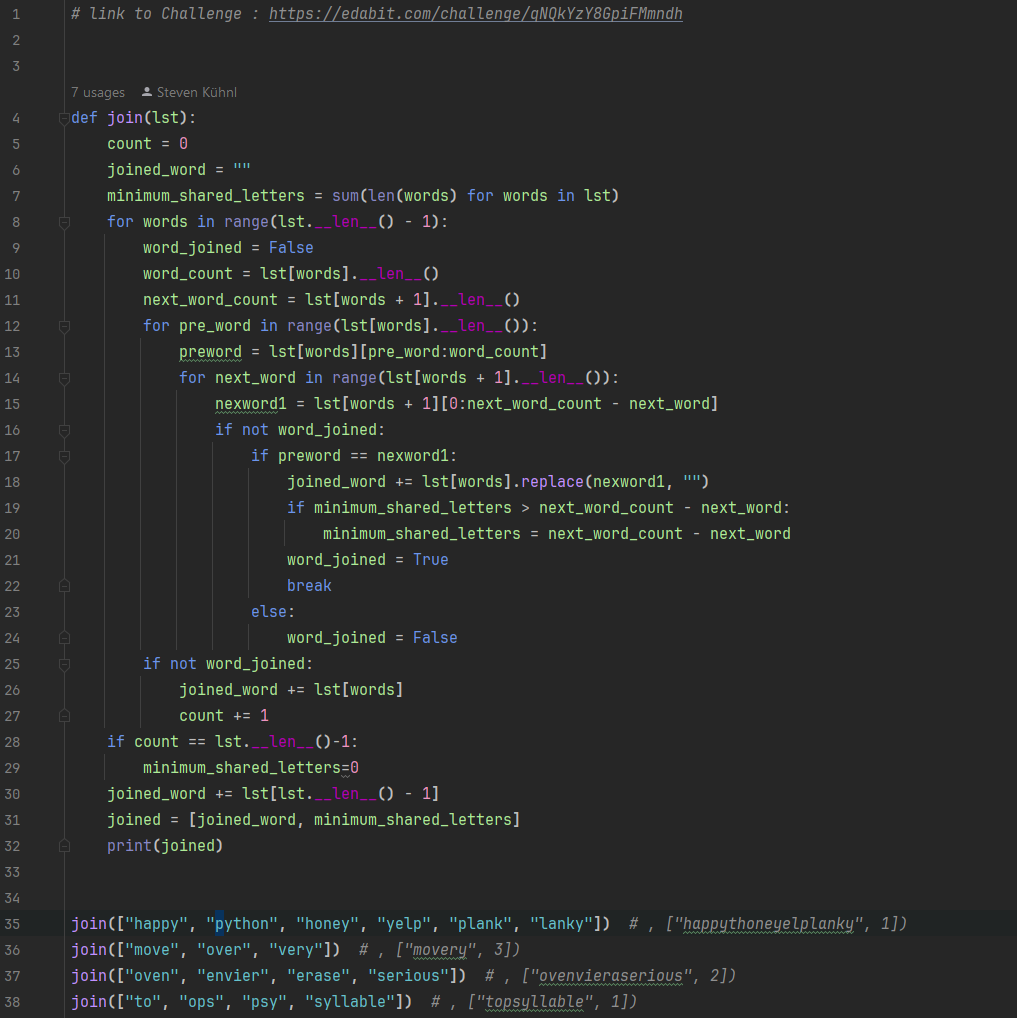 1 # link to Challenge : https://edabit.com/challenge/qNQkYzY8GpiFMmndh
2
3
7 usages Steven Kühnl
4 def join(lst):
5     count = 0
6     joined_word = ""
7     minimum_shared_letters = sum(len(words) for words in lst)
8     for words in range(lst.__len__() - 1):
9         word_joined = False
10         word_count = lst[words].__len__()
11         next_word_count = lst[words + 1].__len__()
12         for pre_word in range(lst[words].__len__()):
13             preword = lst[words][pre_word:word_count]
14             for next_word in range(lst[words + 1].__len__()):
15                 nexword1 = lst[words + 1][0:next_word_count - next_word]
16                 if not word_joined:
17                     if preword == nexword1:
18                         joined_word += lst[words].replace(nexword1, "")
19                         if minimum_shared_letters > next_word_count - next_word:
20                             minimum_shared_letters = next_word_count - next_word
21                         word_joined = True
22                         break
23                     else:
24                         word_joined = False
25         if not word_joined:
26             joined_word += lst[words]
27             count += 1
28     if count == lst.__len__()-1:
29         minimum_shared_letters=0
30     joined_word += lst[lst.__len__() - 1]
31     joined = [joined_word, minimum_shared_letters]
32     print(joined)
33
34
35 join(["happy", "python", "honey", "yelp", "plank", "lanky"])  # , ["happythoneyelplanky", 1])
36 join(["move", "over", "very"])  # , ["movery", 3])
37 join(["oven", "envier", "erase", "serious"])  # , ["ovenvieraserious", 2])
38 join(["to", "ops", "psy", "syllable"])  # , ["topsyllable", 1])